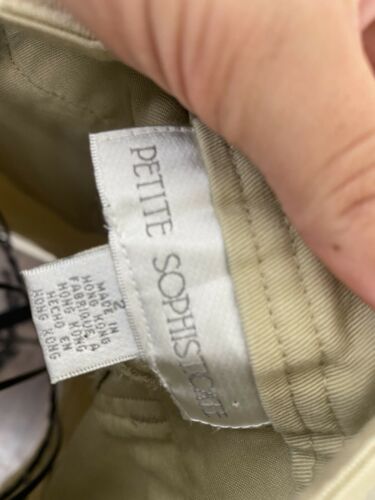 PETITE SOPHISTICATE
2
MADE IN
HONG KONG
FABRIQUE A
HONG KONG
HECHO EN
HONG KONG